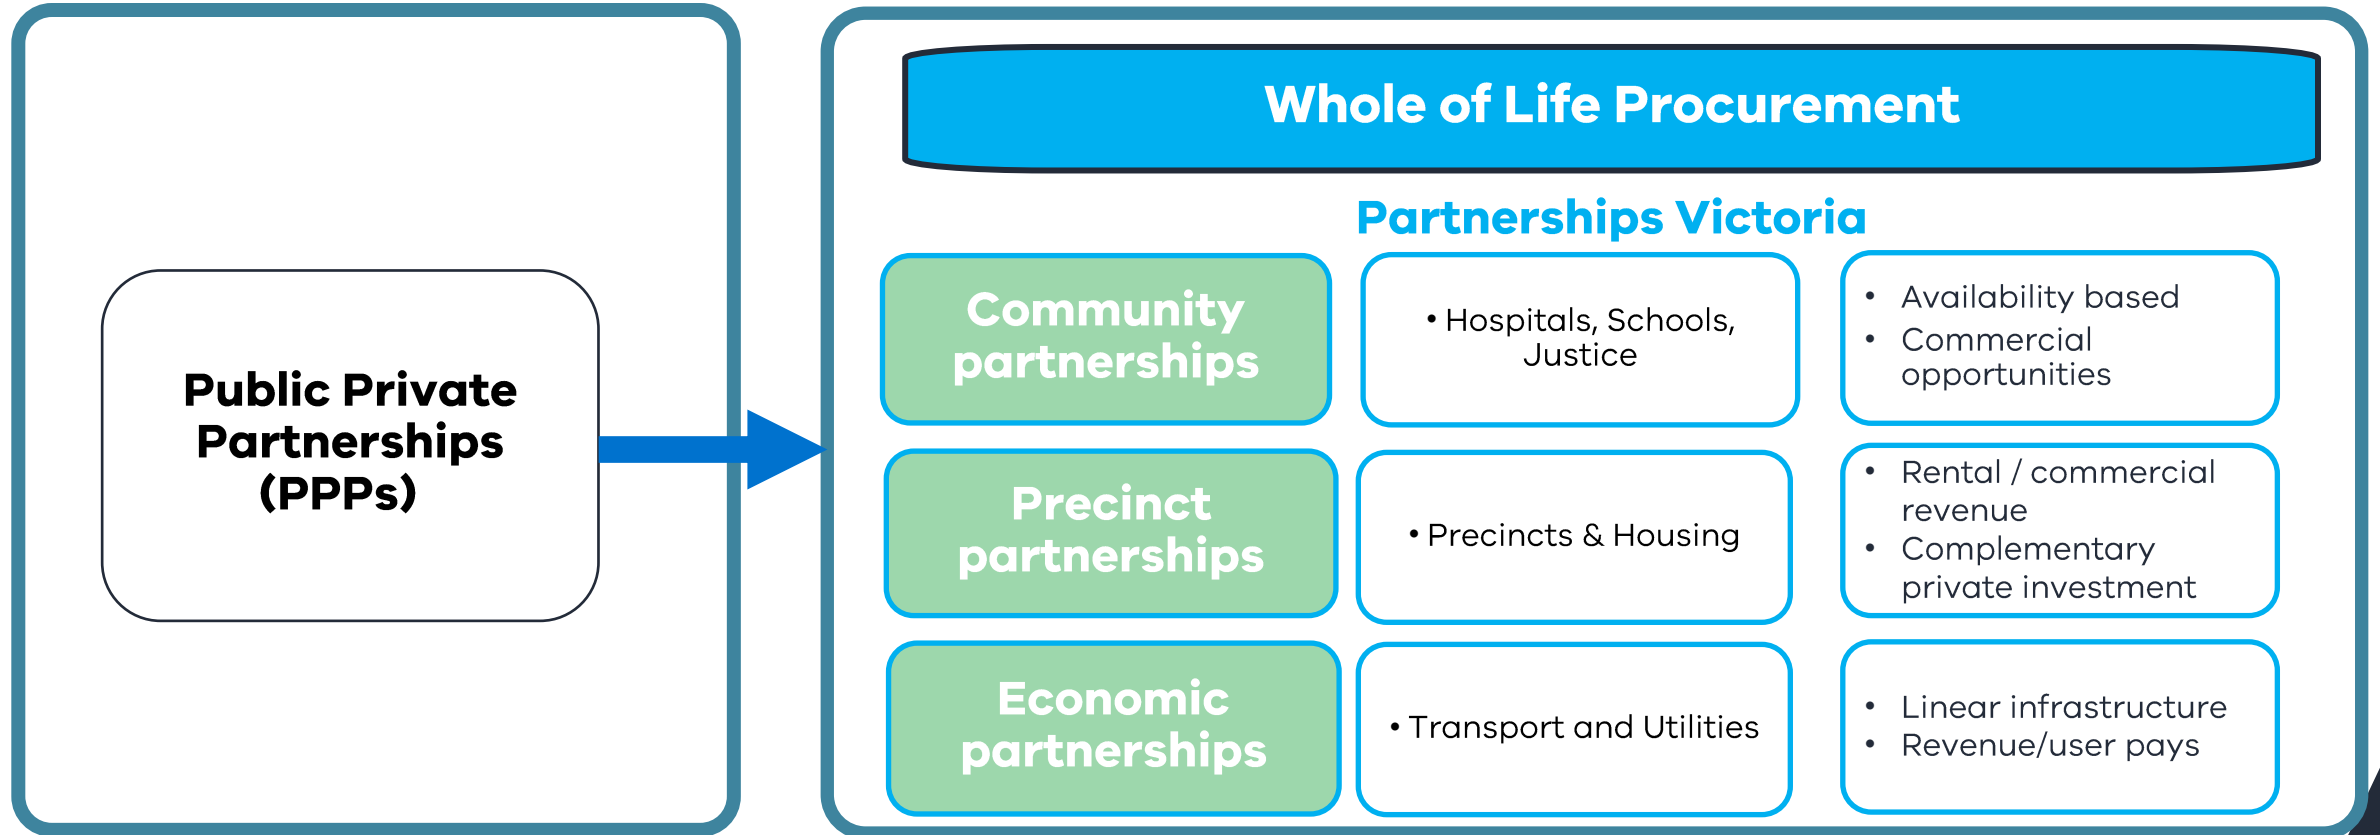 Public Private
Partnerships
(PPPs)
Whole of Life Procurement
Partnerships Victoria
Community
partnerships
• Hospitals, Schools,
Justice
• Availability based
• Commercial
opportunities
Precinct
partnerships
• Precincts & Housing
• Rental / commercial
revenue
• Complementary
private investment
Economic
partnerships
• Transport and Utilities
• Linear infrastructure
• Revenue/user pays